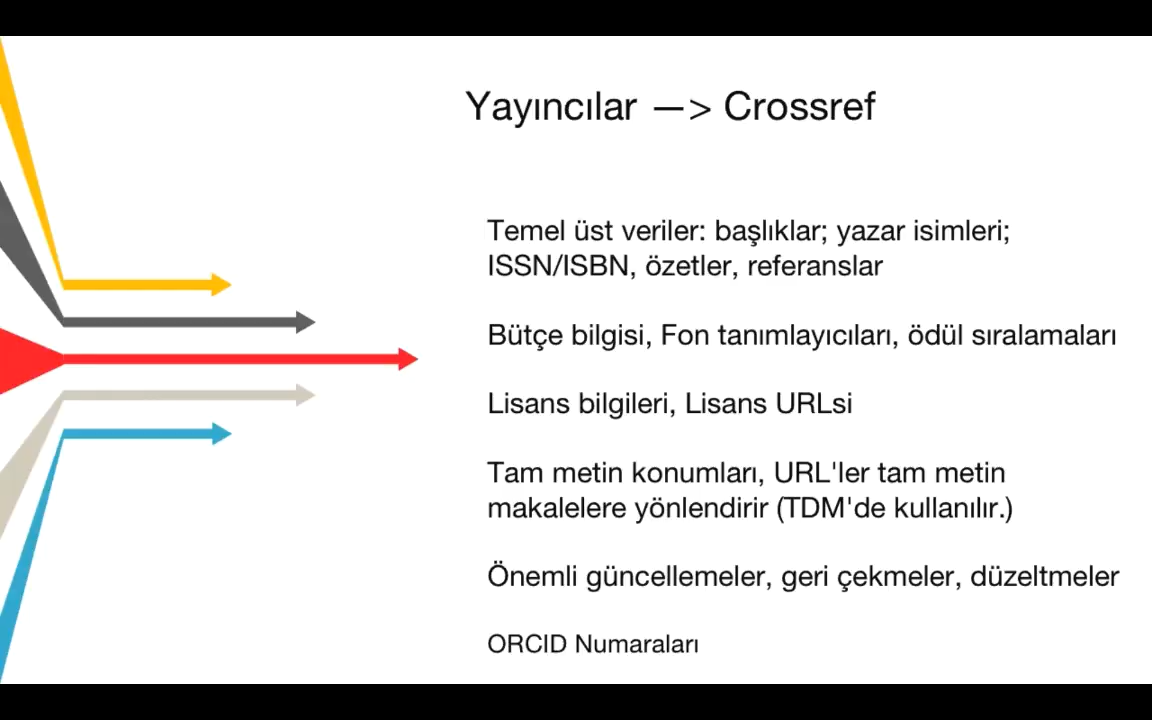 Yayıncılar —> Crossref
Temel üst veriler: başlıklar; yazar isimleri;
ISSN/ISBN, özetler, referanslar
Bütçe bilgisi, Fon tanımlayıcıları, ödül sıralamaları
Lisans bilgileri, Lisans URLsi
Tam metin konumları, URL'ler tam metin
makalelere yönlendirir (TDM'de kullanılır.)
Önemli güncellemeler, geri çekmeler, düzeltmeler
ORCID Numaraları